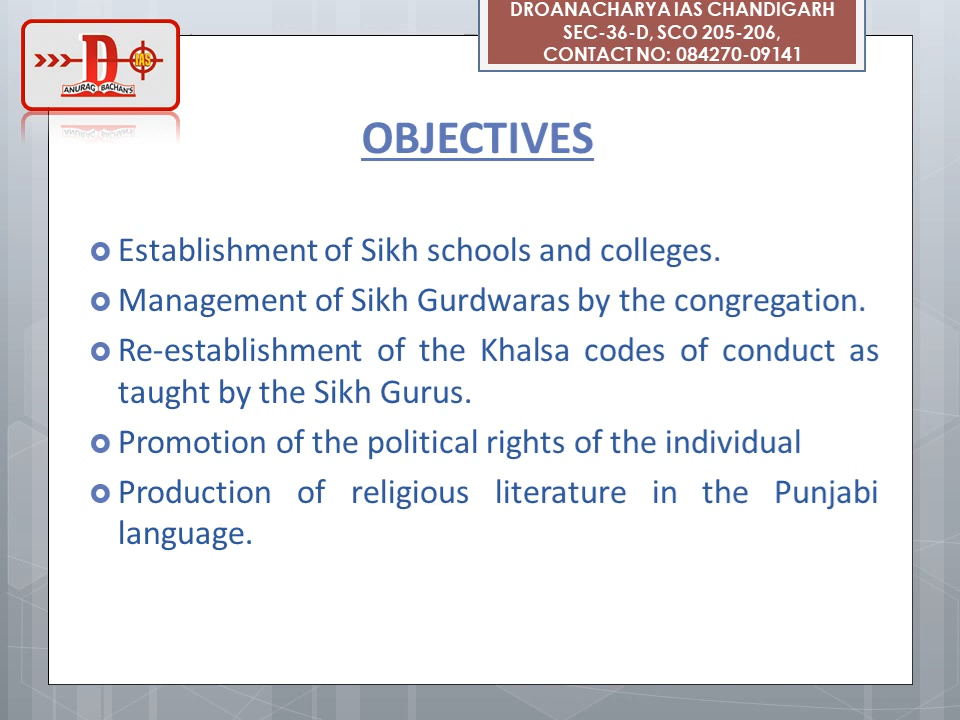 DROANACHARYA IAS CHANDIGARH
SEC-36-D, SCO 205-206,
CONTACT NO: 084270-09141
D
IAS
ANURAG BACHAN'S
OBJECTIVES
Establishment of Sikh schools and colleges.
Management of Sikh Gurdwaras by the congregation.
Re-establishment of the Khalsa codes of conduct as
taught by the Sikh Gurus.
Promotion of the political rights of the individual
Production of religious literature in the Punjabi
language.